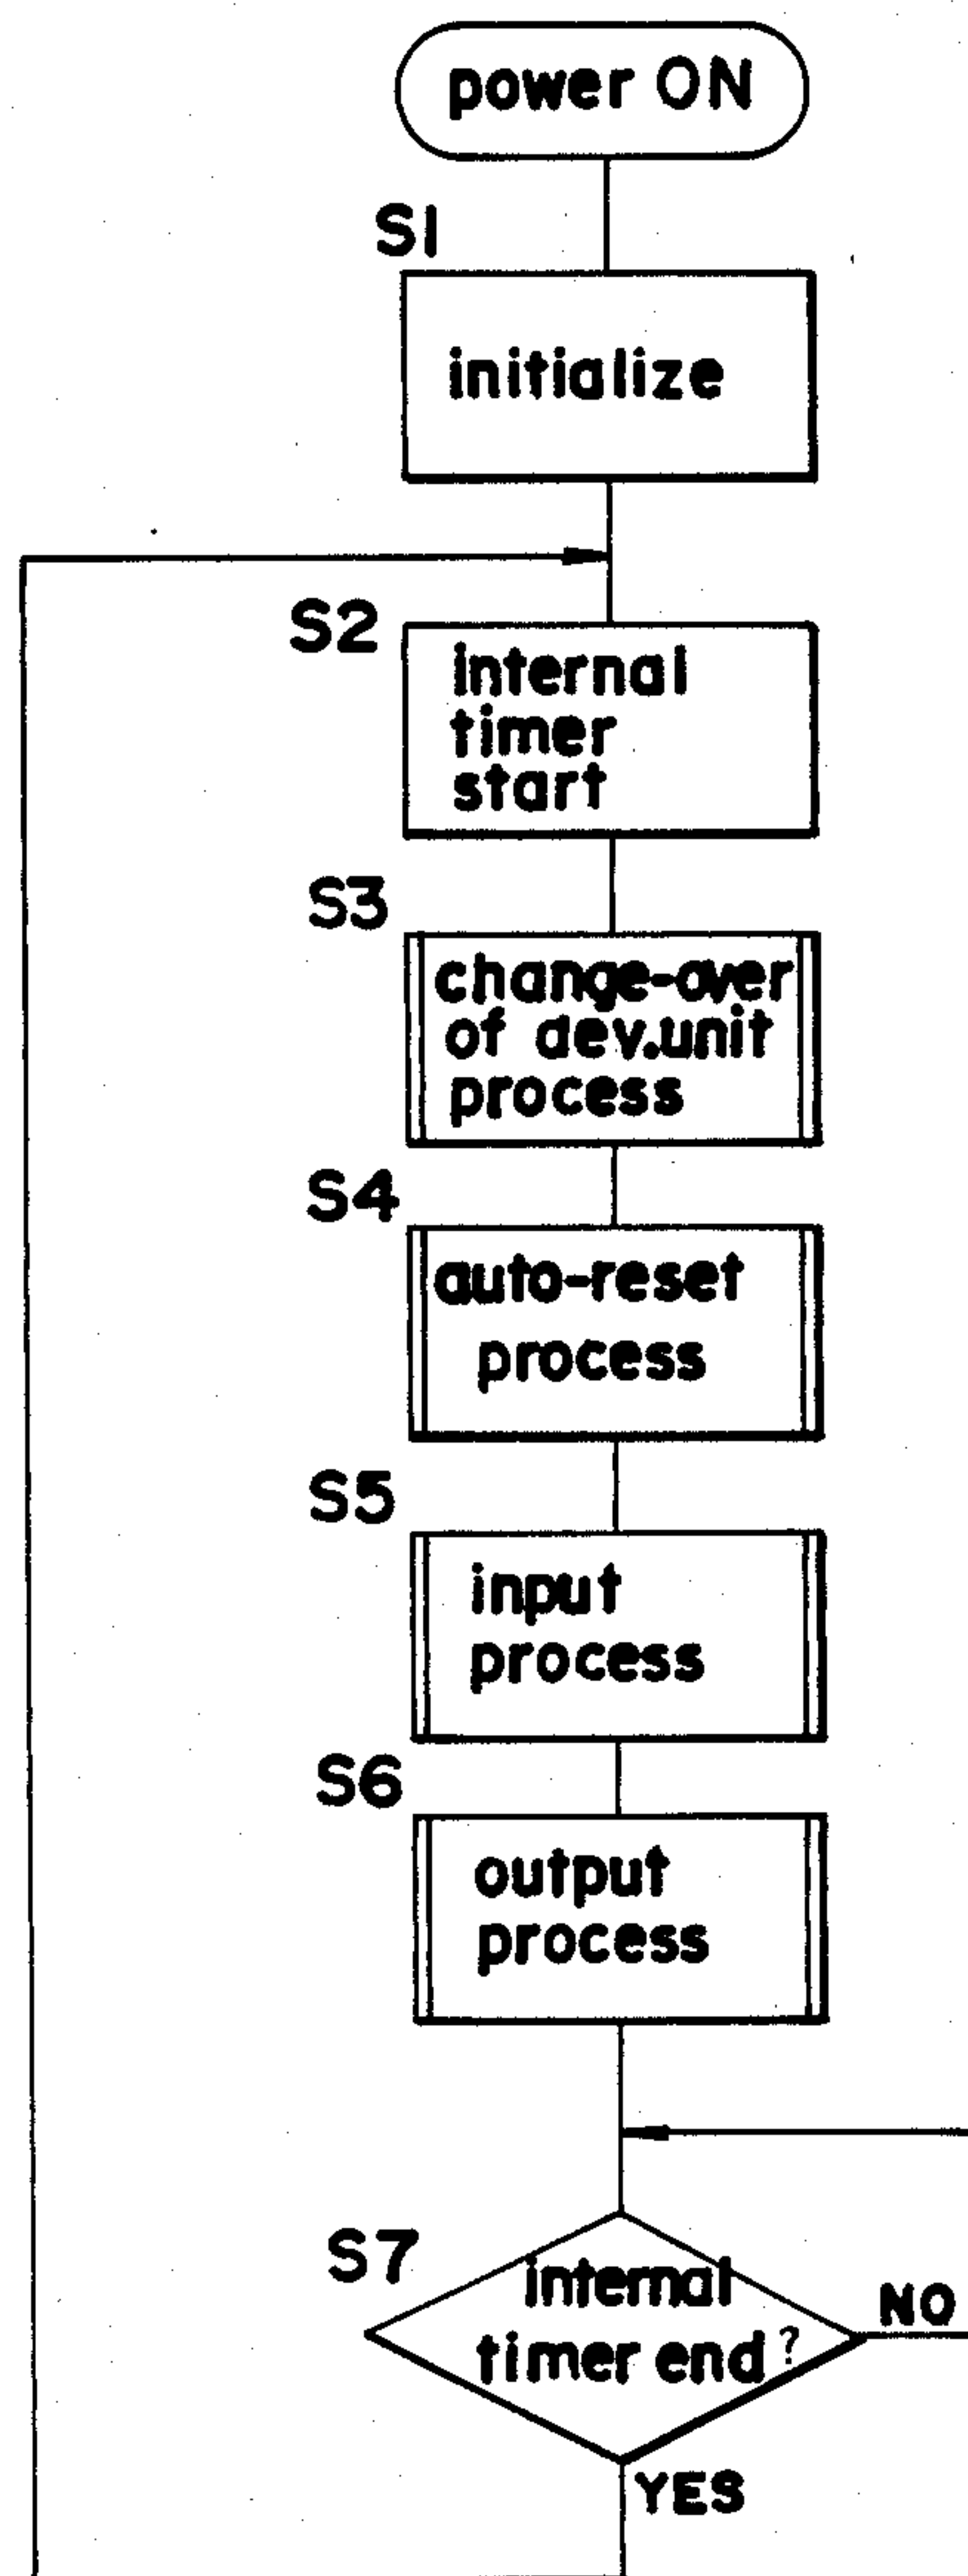 power ON
S1
initialize
S2
internal
timer
start
S3
change-over
of dev.unit
process
S4
auto-reset
process
S5
input
process
S6
output
process
S7
internal
timer end?
NO
YES